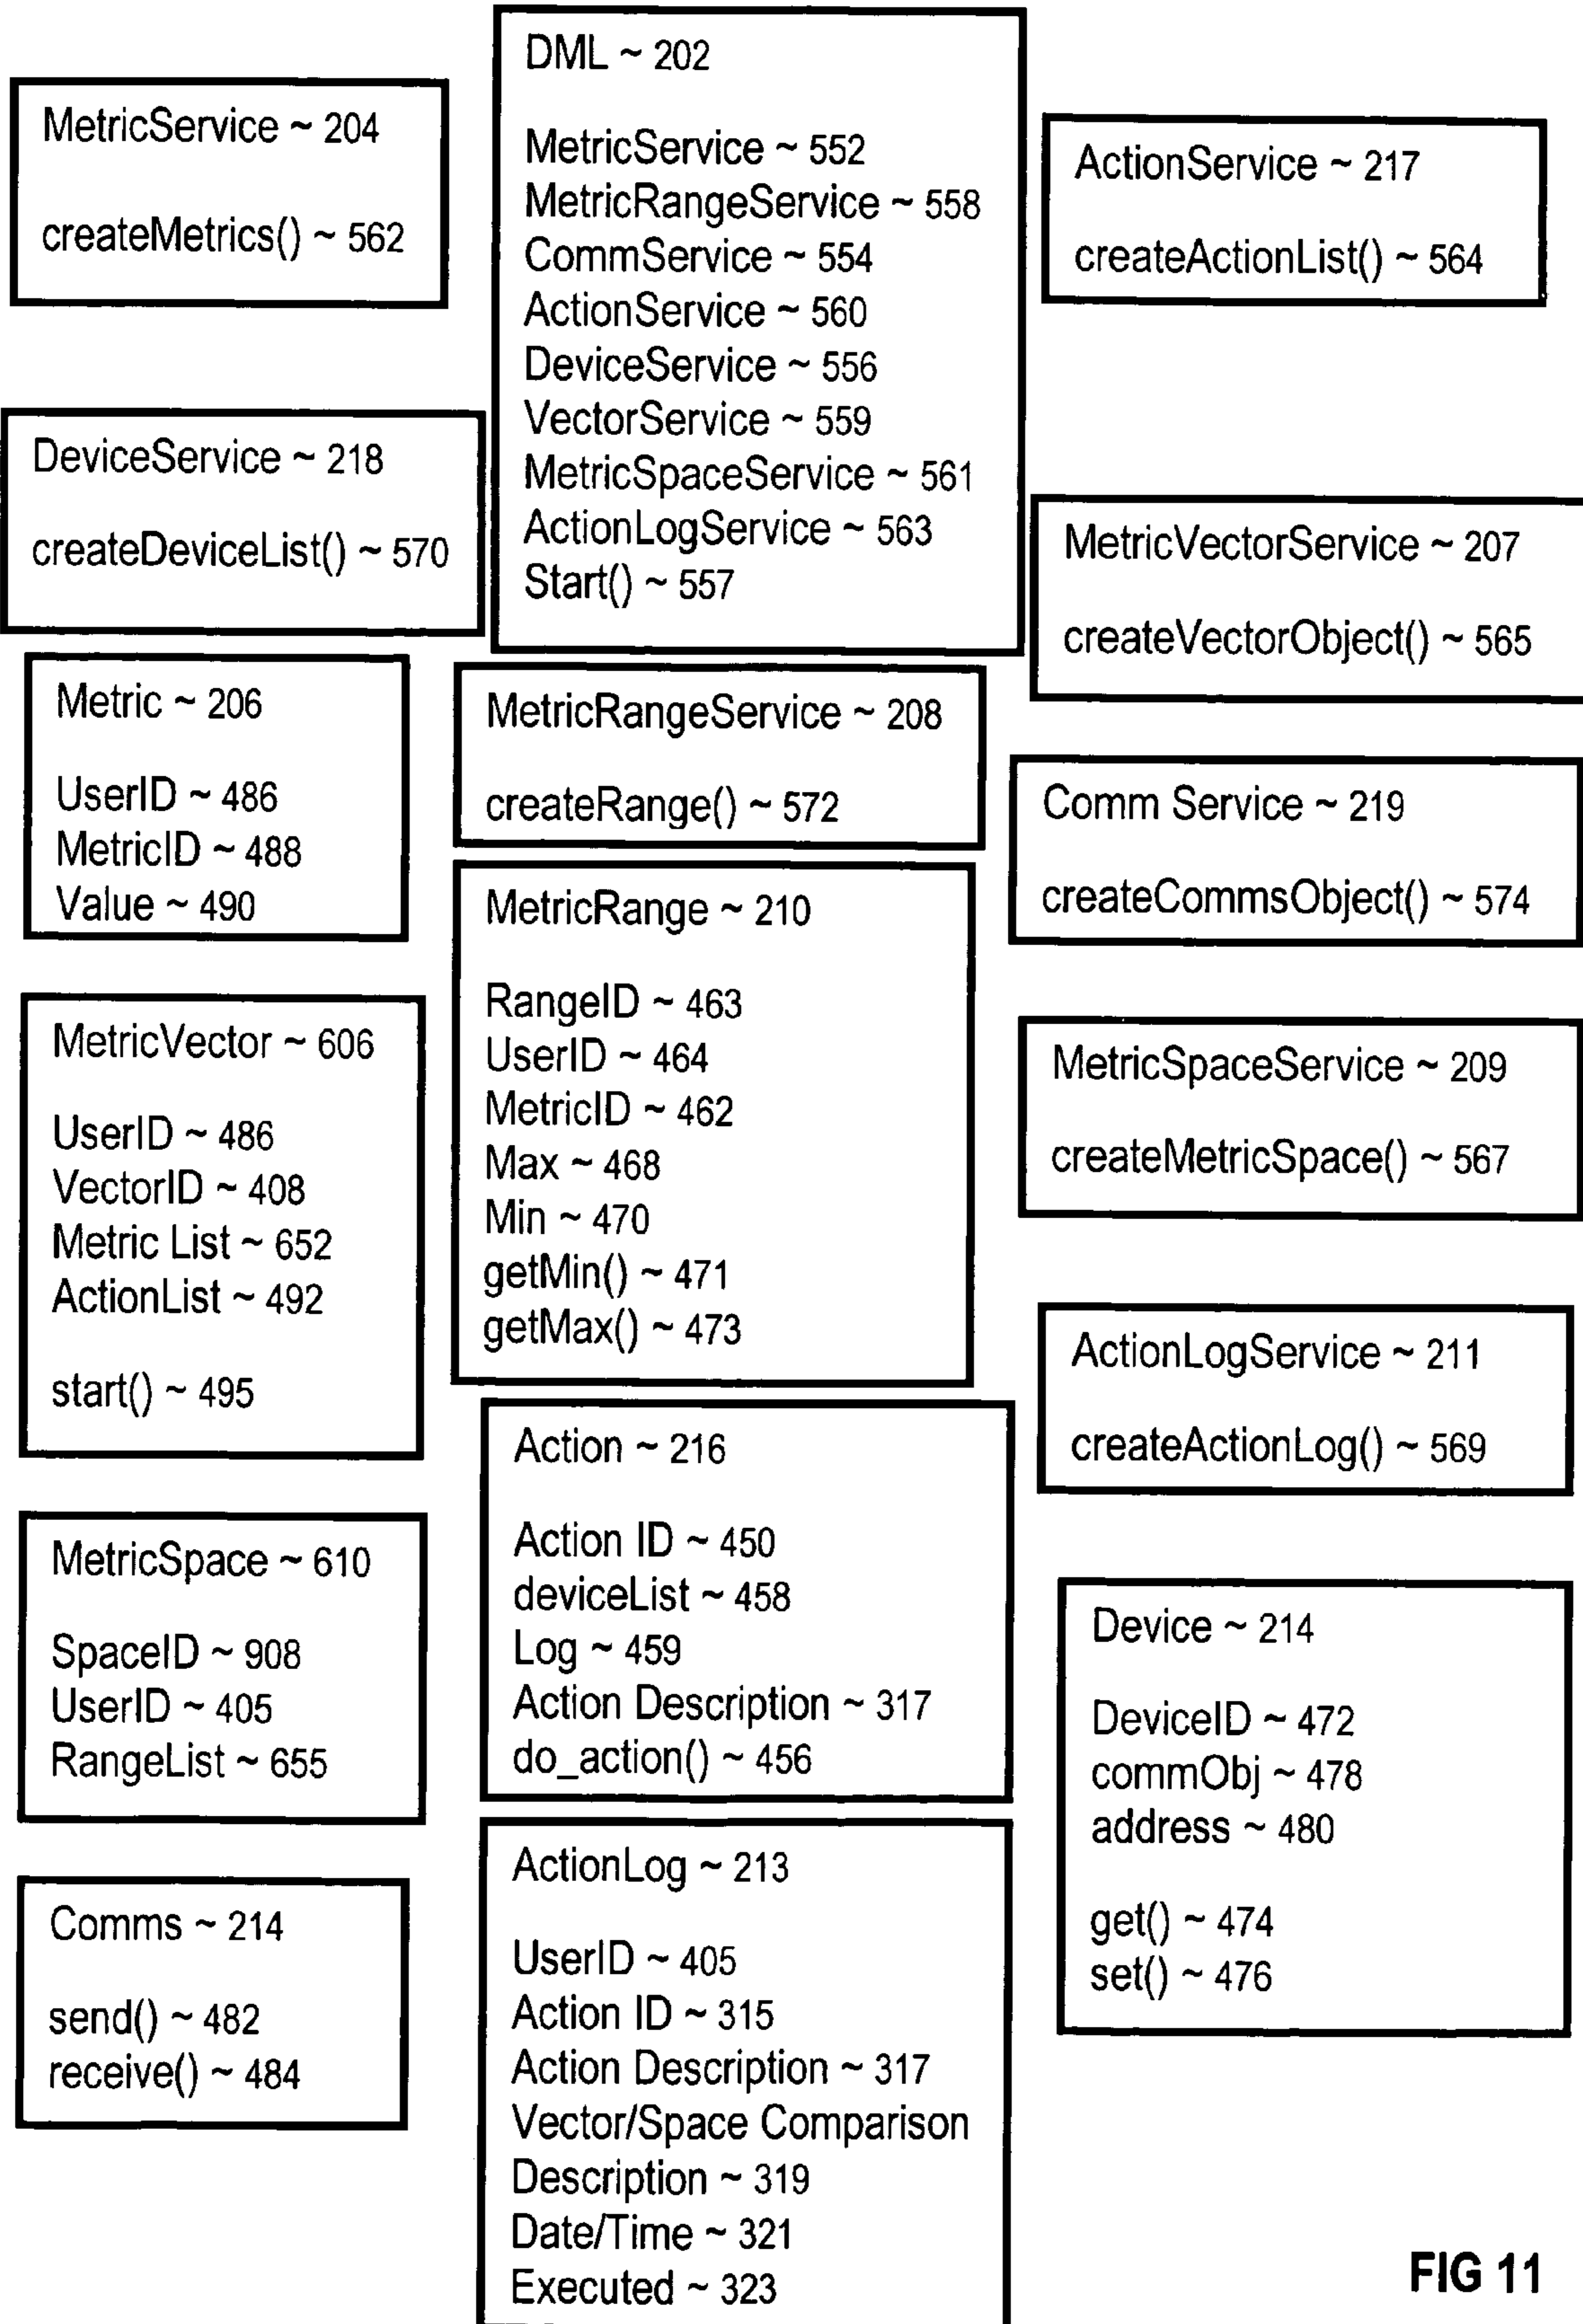 MetricService ~ 204
createMetrics() ~ 562
DeviceService ~ 218
createDeviceList() ~ 570
Metric ~ 206
UserID ~ 486
MetricID ~ 488
Value ~ 490
MetricVector ~ 606
UserID ~ 486
VectorID ~ 408
Metric List ~ 652
ActionList ~ 492
start() ~ 495
MetricSpace ~ 610
SpaceID ~ 908
UserID ~ 405
RangeList ~ 655
Comms ~ 214
send() ~ 482
receive() ~ 484
DML ~ 202
MetricService ~ 552
MetricRangeService ~ 558
CommService ~ 554
ActionService ~ 560
DeviceService ~ 556
VectorService ~ 559
MetricSpaceService ~ 561
ActionLogService ~ 563
Start() ~ 557
MetricRangeService ~ 208
createRange() ~ 572
MetricRange ~ 210
RangeID ~ 463
UserID ~ 464
MetricID ~ 462
Max ~ 468
Min ~ 470
getMin() ~ 471
getMax() ~ 473
Action ~ 216
Action ID ~ 450
deviceList ~ 458
Log ~ 459
Action Description ~ 317
do_action() ~ 456
ActionLog ~ 213
UserID ~ 405
Action ID ~ 315
Action Description ~ 317
Vector/Space Comparison
Description ~ 319
Date/Time ~ 321
Executed ~ 323
ActionService ~ 217
createActionList() ~ 564
MetricVectorService ~ 207
createVectorObject() ~ 565
Comm Service ~ 219
createCommsObject() ~ 574
MetricSpaceService ~ 209
createMetricSpace() ~ 567
ActionLogService ~ 211
createActionLog() ~ 569
Device ~ 214
DeviceID ~ 472
commObj ~ 478
address ~ 480
get() ~ 474
set() ~ 476
FIG 11